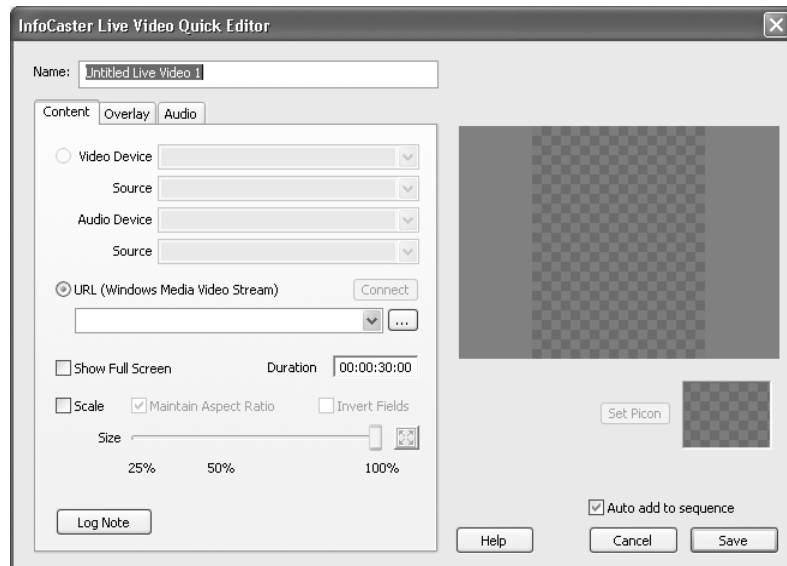 InfoCaster Live Video Quick Editor
Name: Untitled Live Video 1
Content Overlay Audio
Video Device
Source
Audio Device
Source
URL (Windows Media Video Stream) Connect
...
Show Full Screen Duration 00:00:30:00
Scale Maintain Aspect Ratio Invert Fields
Size
25% 50% 100%
Log Note
Set Picon
Auto add to sequence
Help Cancel Save